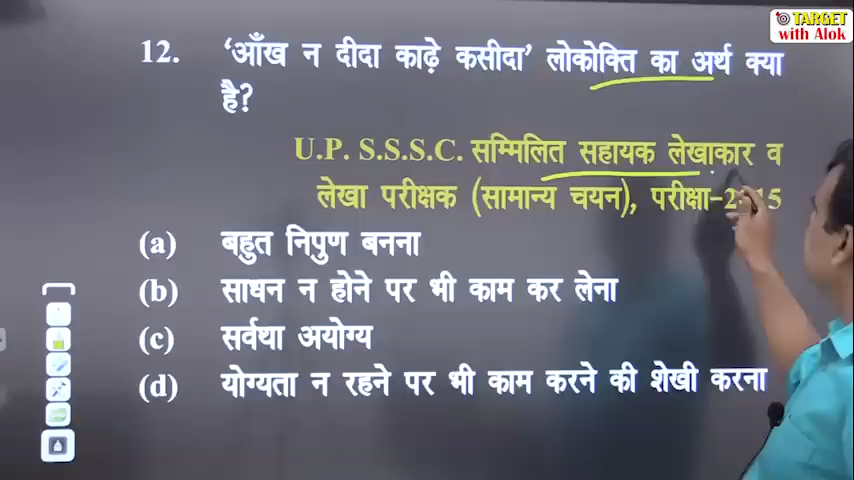 TARGET
with Alok
12. 'आँख न दीदा काढ़े कसीदा' लोकोक्ति का अर्थ क्या
है?
U.P. S.S.S.C. सम्मिलित सहायक लेखाकार व
लेखा परीक्षक (सामान्य चयन), परीक्षा-2015
(a) बहुत निपुण बनना
(b) साधन न होने पर भी काम कर लेना
(c) सर्वथा अयोग्य
(d) योग्यता न रहने पर भी काम करने की शेखी करना